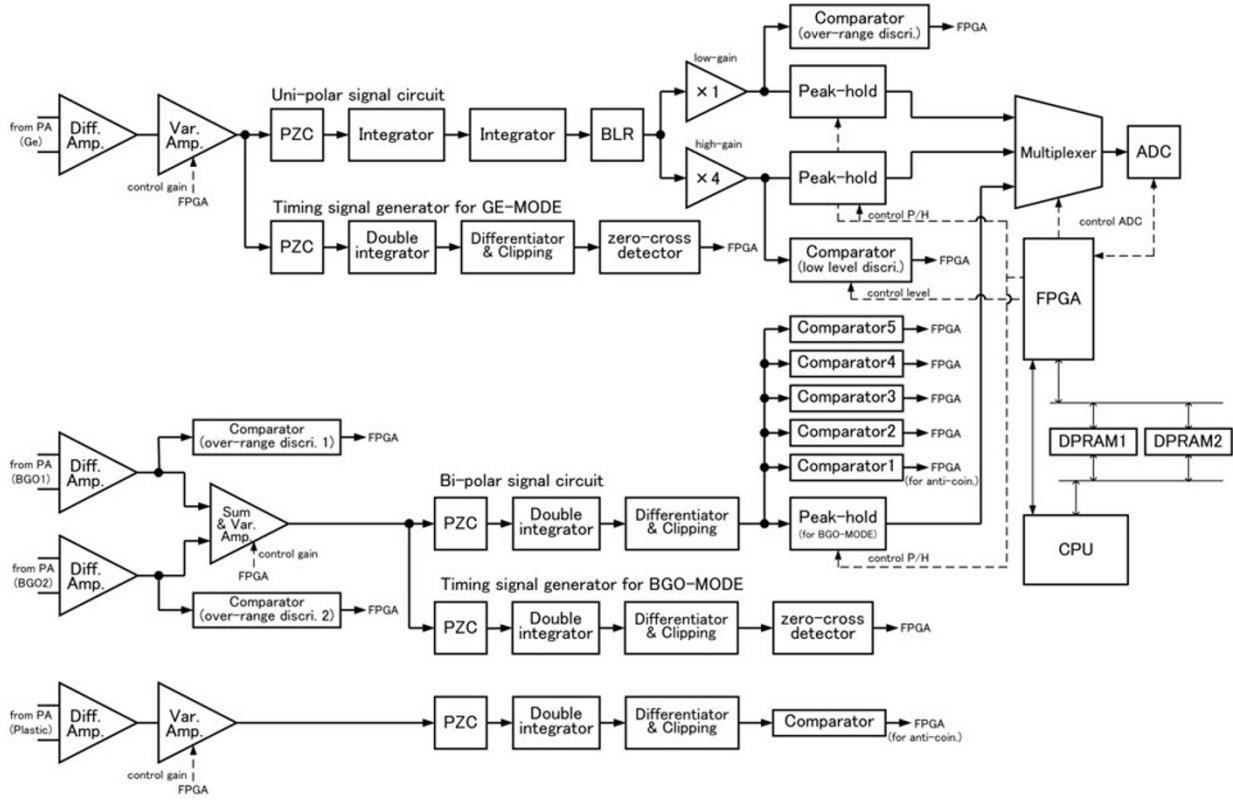 Comparator
(over-range discri.)
FPGA
low-gain
×1
Peak-hold
Uni-polar signal circuit
from PA
(Ge)
Diff.
Amp.
Var.
Amp.
PZC
Integrator
Integrator
BLR
Multiplexer
ADC
high-gain
×4
Peak-hold
control gain
FPGA
control P/H
control ADC
Timing signal generator for GE-MODE
PZC
Double
integrator
Differentiator
& Clipping
zero-cross
detector
FPGA
Comparator
(low level discri.)
FPGA
control level
FPGA
Comparator5
FPGA
Comparator4
FPGA
Comparator3
FPGA
Comparator2
FPGA
Comparator1
FPGA
(for anti-coin.)
DPRAM1
DPRAM2
CPU
Comparator
(over-range discri. 1)
FPGA
from PA
(BGO1)
Diff.
Amp.
Sum
& Var.
Amp.
control gain
FPGA
Bi-polar signal circuit
PZC
Double
integrator
Differentiator
& Clipping
Peak-hold
(for BGO-MODE)
control P/H
from PA
(BGO2)
Diff.
Amp.
Comparator
(over-range discri. 2)
FPGA
Timing signal generator for BGO-MODE
PZC
Double
integrator
Differentiator
& Clipping
zero-cross
detector
FPGA
from PA
(Plastic)
Diff.
Amp.
Var.
Amp.
control gain
FPGA
PZC
Double
integrator
Differentiator
& Clipping
Comparator
FPGA
(for anti-coin.)